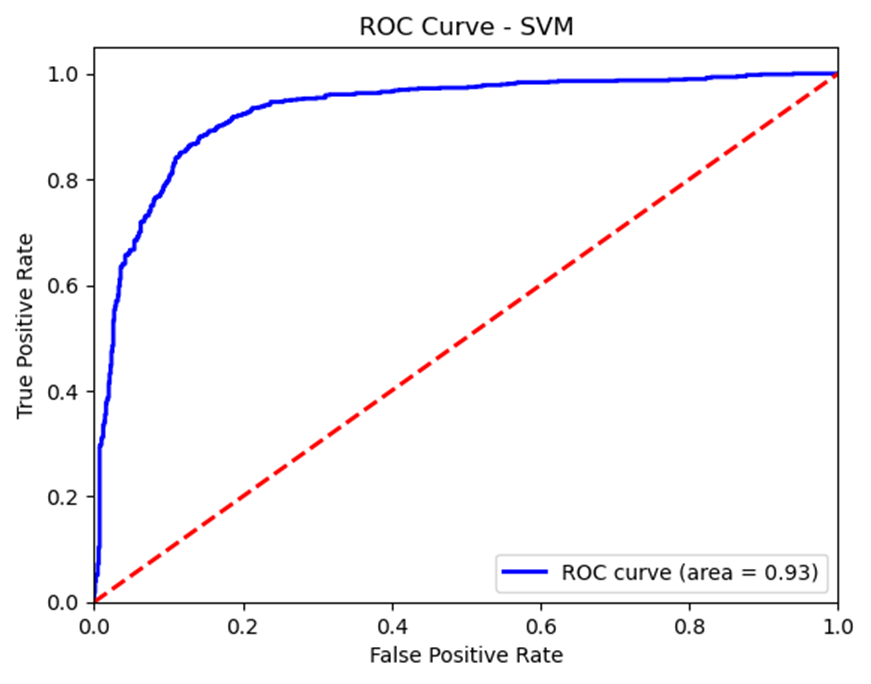 ROC Curve - SVM
1.0
0.8
0.6
0.4
0.2
0.0
True Positive Rate
ROC curve (area = 0.93)
0.0 0.2 0.4 0.6 0.8 1.0
False Positive Rate